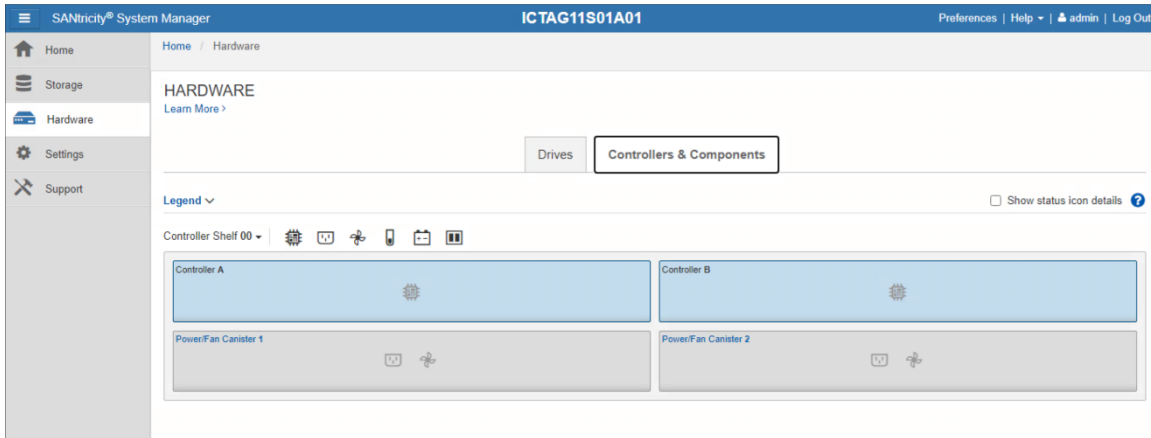 SANtricity® System Manager
ICTAG11S01A01
Preferences | Help | admin | Log Out
Home
Storage
Hardware
Settings
Support
Home / Hardware
HARDWARE
Learn More >
Drives
Controllers & Components
Legend
Show status icon details
Controller Shelf 00
Controller A
Controller B
Power/Fan Canister 1
Power/Fan Canister 2